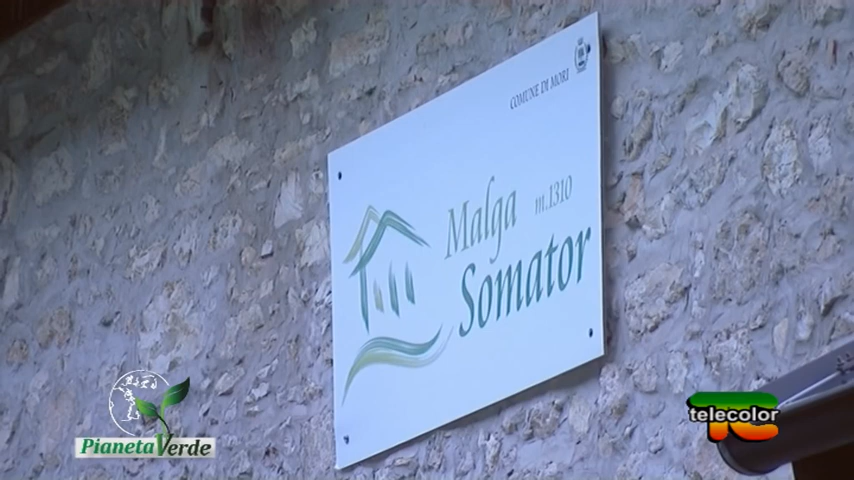 COMUNE DI MORI
Malga m.1310
Somator
PianetaVerde
telecolor